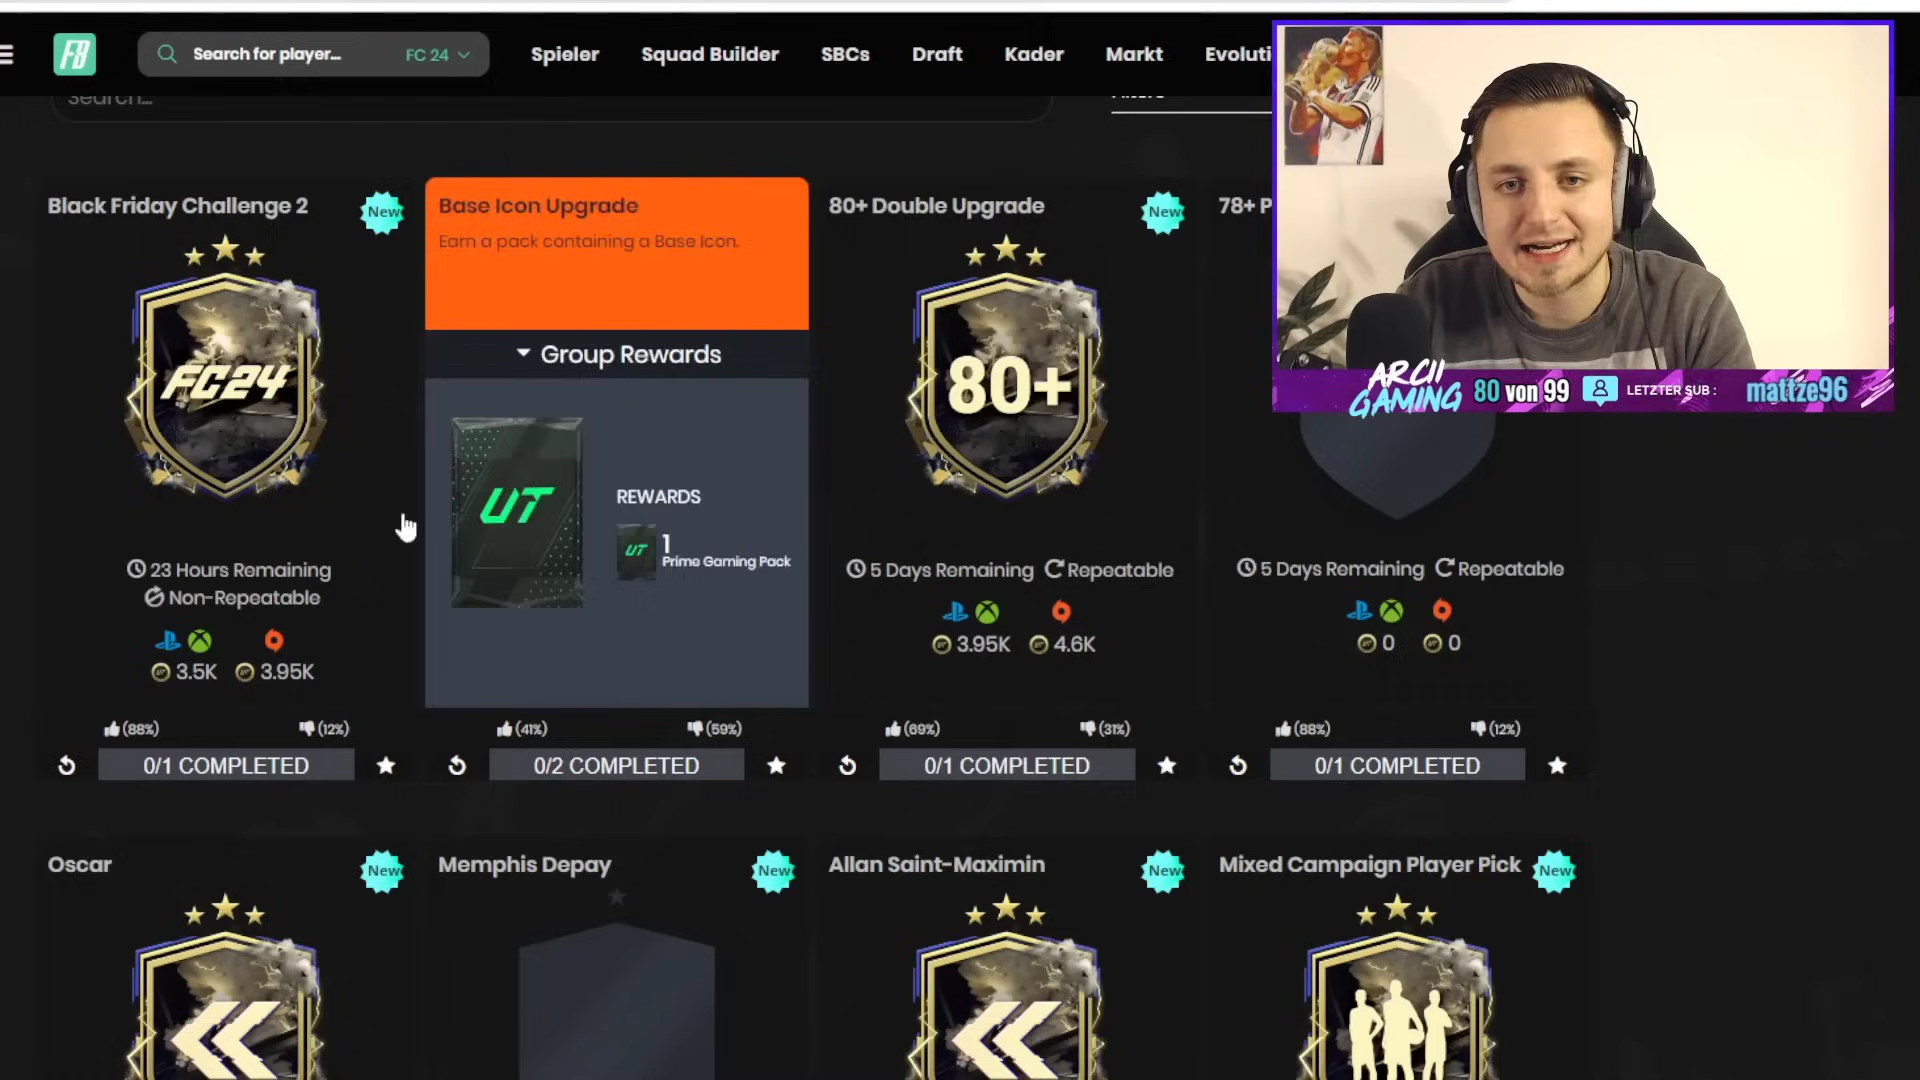 F8
Search for player...
FC 24
Spieler
Squad Builder
SBCs
Draft
Kader
Markt
Search...
Black Friday Challenge 2
New
FC24
23 Hours Remaining
Non-Repeatable
3.5K
3.95K
(88%)
(12%)
0/1 COMPLETED
Base Icon Upgrade
Earn a pack containing a Base Icon.
Group Rewards
UT
REWARDS
UT
1
Prime Gaming Pack
(41%)
(59%)
0/2 COMPLETED
80+ Double Upgrade
New
80+
5 Days Remaining
Repeatable
3.95K
4.6K
(69%)
(31%)
0/1 COMPLETED
78+
5 Days Remaining
Repeatable
0
0
(88%)
(12%)
0/1 COMPLETED
ARCII
GAMING
80 von 99
LETZTER SUB :
mattze96
Oscar
New
Memphis Depay
New
Allan Saint-Maximin
New
Mixed Campaign Player Pick
New